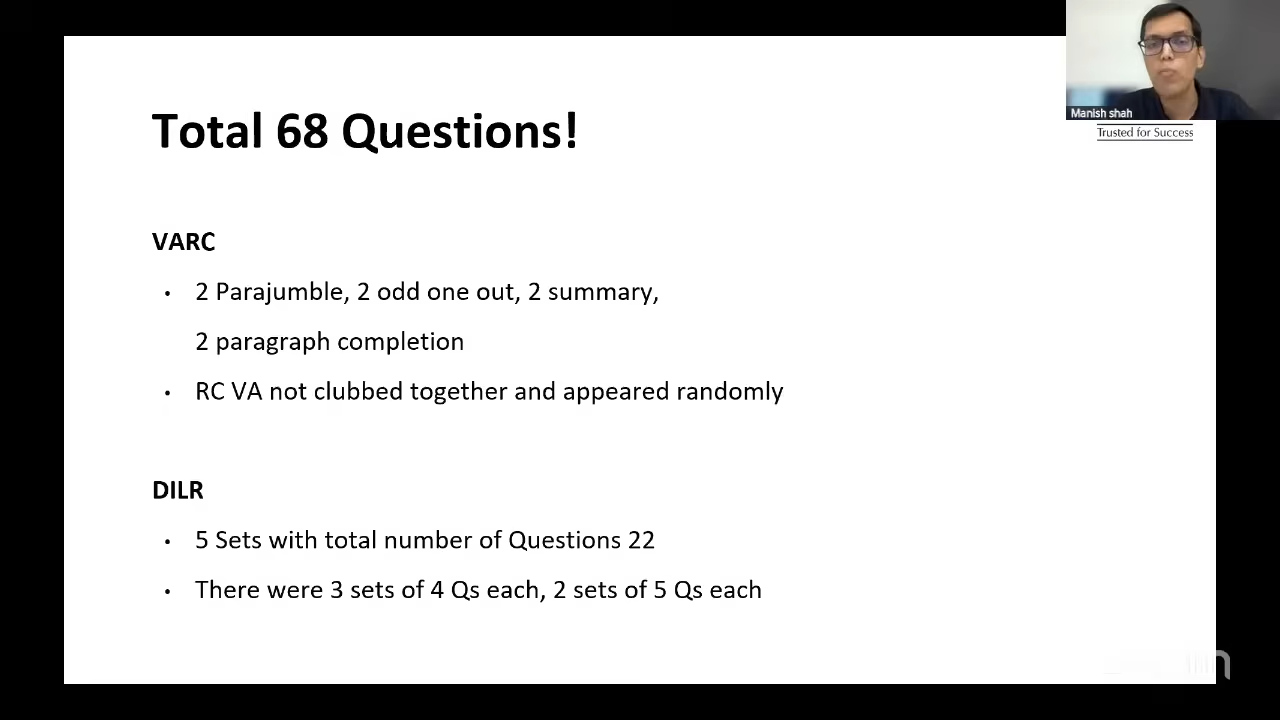 Manish shah
Trusted for Success
Total 68 Questions!
VARC
• 2 Parajumble, 2 odd one out, 2 summary,
2 paragraph completion
• RC VA not clubbed together and appeared randomly
DILR
• 5 Sets with total number of Questions 22
• There were 3 sets of 4 Qs each, 2 sets of 5 Qs each